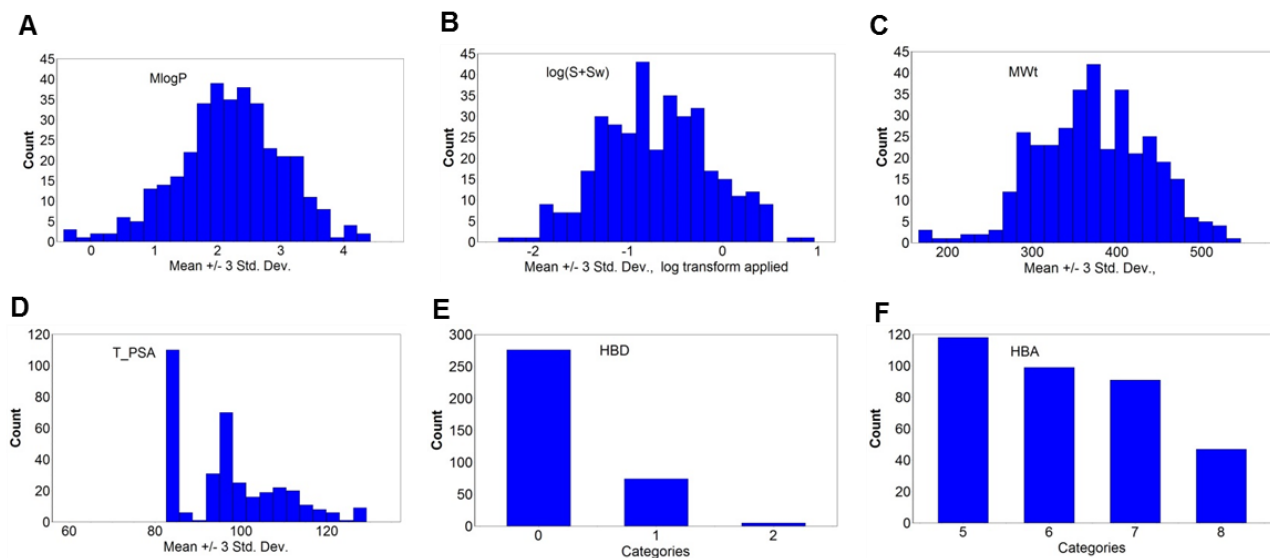 A
MlogP
Count
45
40
35
30
25
20
15
10
5
0
0 1 2 3 4
Mean +/- 3 Std. Dev.
B
log(S+Sw)
Count
45
40
35
30
25
20
15
10
5
0
-2 -1 0 1
Mean +/- 3 Std. Dev., log transform applied
C
MWt
Count
45
40
35
30
25
20
15
10
5
0
200 300 400 500
Mean +/- 3 Std. Dev.,
D
T_PSA
Count
120
100
80
60
40
20
0
60 80 100 120
Mean +/- 3 Std. Dev.
E
HBD
Count
300
250
200
150
100
50
0
0 1 2
Categories
F
HBA
Count
120
100
80
60
40
20
0
5 6 7 8
Categories